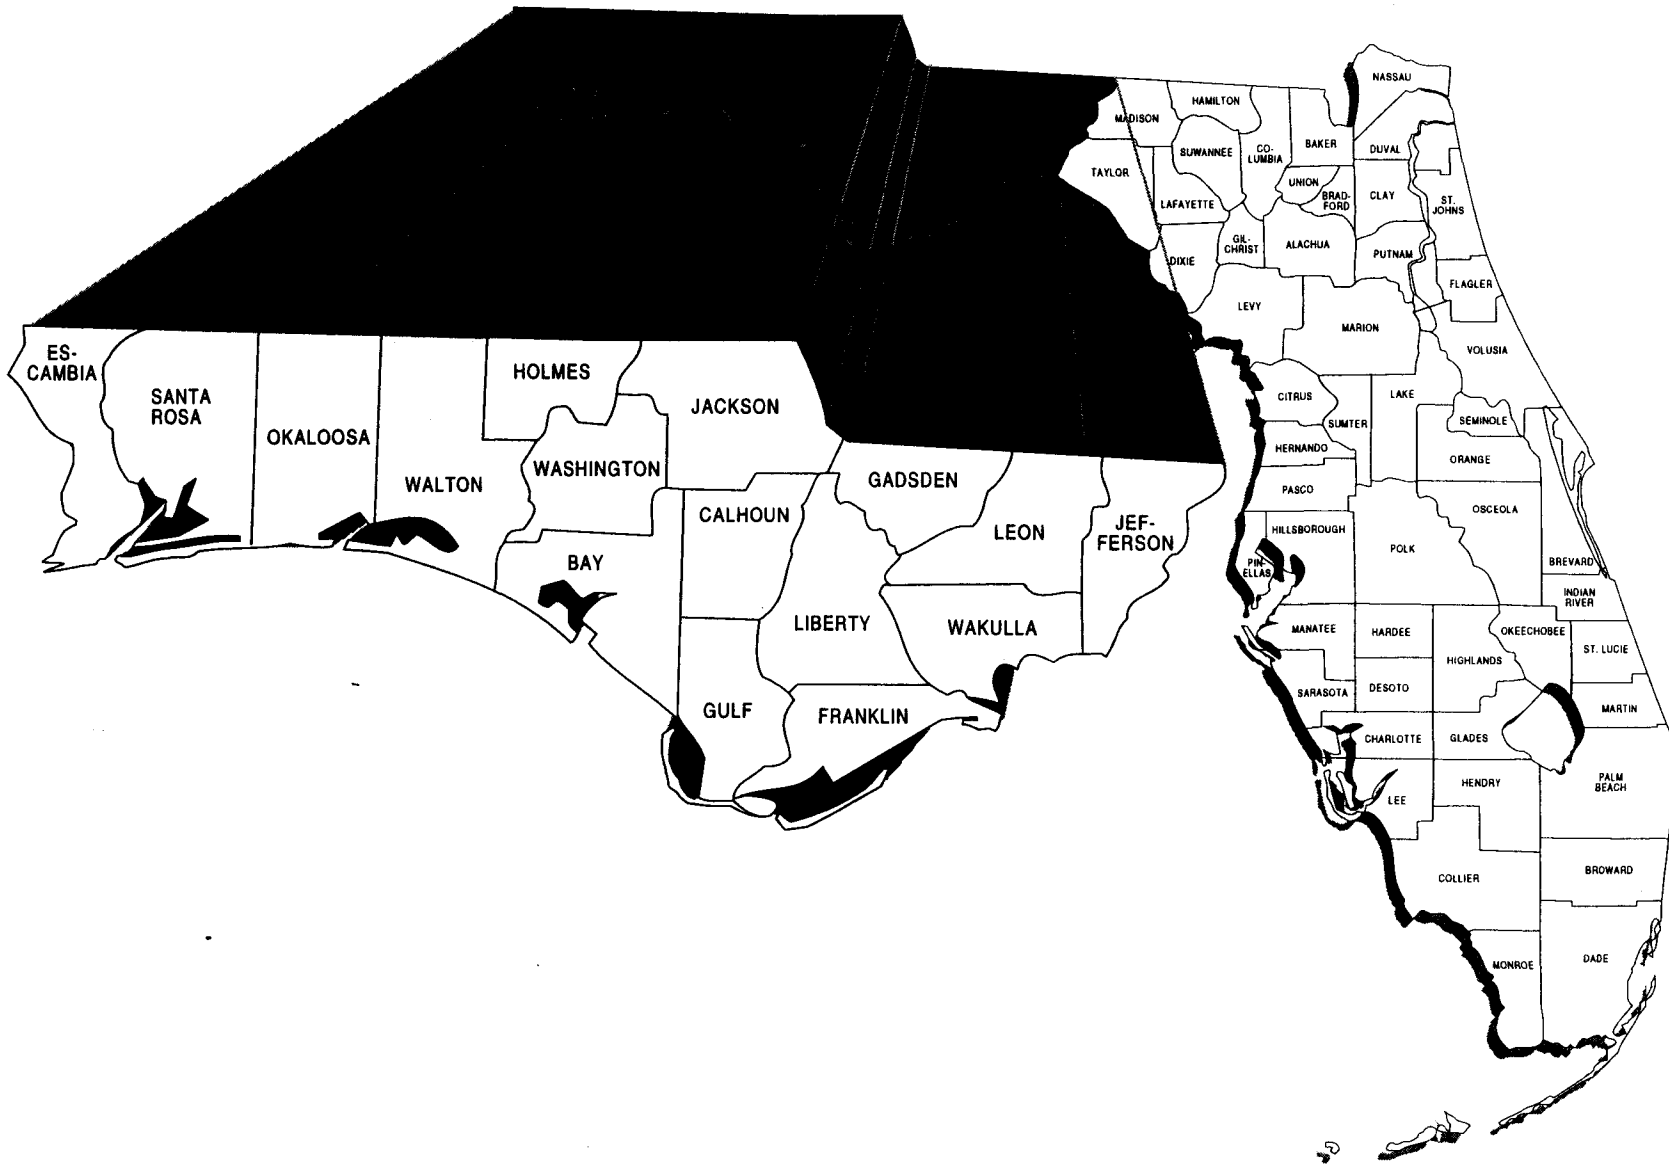 NASSAU
HAMILTON
MADISON
BAKER
DUVAL
SUWANNEE
CO-
LUMBIA
TAYLOR
UNION
BRAD-
FORD
CLAY
ST.
JOHNS
LAFAYETTE
GIL-
CHRIST
ALACHUA
PUTNAM
DIXIE
FLAGLER
LEVY
MARION
VOLUSIA
ES-
CAMBIA
SANTA
ROSA
OKALOOSA
WALTON
HOLMES
WASHINGTON
JACKSON
BAY
CALHOUN
GULF
GADSDEN
LIBERTY
LEON
WAKULLA
FRANKLIN
JEF-
FERSON
CITRUS
LAKE
SUMTER
SEMINOLE
HERNANDO
ORANGE
PASCO
OSCEOLA
HILLSBOROUGH
POLK
PIN-
ELLAS
BREVARD
INDIAN
RIVER
MANATEE
HARDEE
OKEECHOBEE
ST. LUCIE
HIGHLANDS
SARASOTA
DESOTO
MARTIN
CHARLOTTE
GLADES
PALM
BEACH
HENDRY
LEE
COLLIER
BROWARD
MONROE
DADE